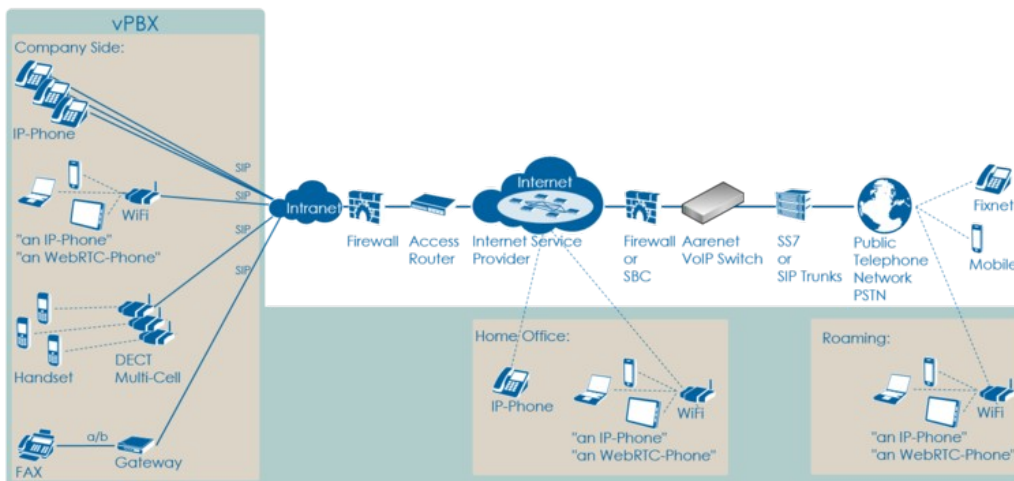 vPBX
Company Side:
IP-Phone
SIP
SIP
SIP
SIP
WiFi
"an IP-Phone"
"an WebRTC-Phone"
Handset
DECT
Multi-Cell
FAX
a/b
Gateway
Intranet
Firewall
Access
Router
Internet
Internet Service
Provider
Firewall
or
SBC
Aarenet
VoIP Switch
SS7
or
SIP Trunks
Public
Telephone
Network
PSTN
Fixnet
Mobile
Home Office:
IP-Phone
WiFi
"an IP-Phone"
"an WebRTC-Phone"
Roaming:
WiFi
"an IP-Phone"
"an WebRTC-Phone"